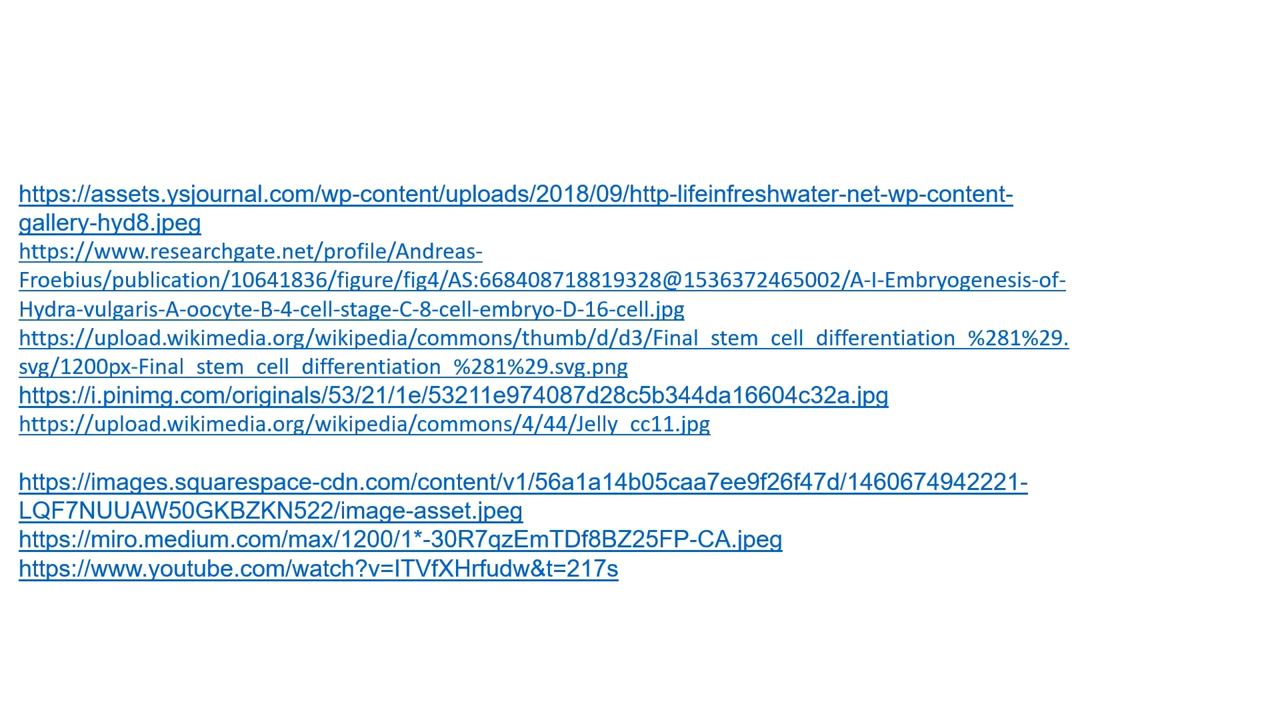 https://assets.ysjournal.com/wp-content/uploads/2018/09/http-lifeinfreshwater-net-wp-content-
gallery-hyd8.jpeg
https://www.researchgate.net/profile/Andreas-
Froebius/publication/10641836/figure/fig4/AS:668408718819328@1536372465002/A-I-Embryogenesis-of-
Hydra-vulgaris-A-oocyte-B-4-cell-stage-C-8-cell-embryo-D-16-cell.jpg
https://upload.wikimedia.org/wikipedia/commons/thumb/d/d3/Final_stem_cell_differentiation_%281%29.
svg/1200px-Final_stem_cell_differentiation_%281%29.svg.png
https://i.pinimg.com/originals/53/21/1e/53211e974087d28c5b344da16604c32a.jpg
https://upload.wikimedia.org/wikipedia/commons/4/44/Jelly_cc11.jpg
https://images.squarespace-cdn.com/content/v1/56a1a14b05caa7ee9f26f47d/1460674942221-
LQF7NUUAW50GKBZKN522/image-asset.jpeg
https://miro.medium.com/max/1200/1*-30R7qzEmTDf8BZ25FP-CA.jpeg
https://www.youtube.com/watch?v=ITVfXHrfudw&t=217s